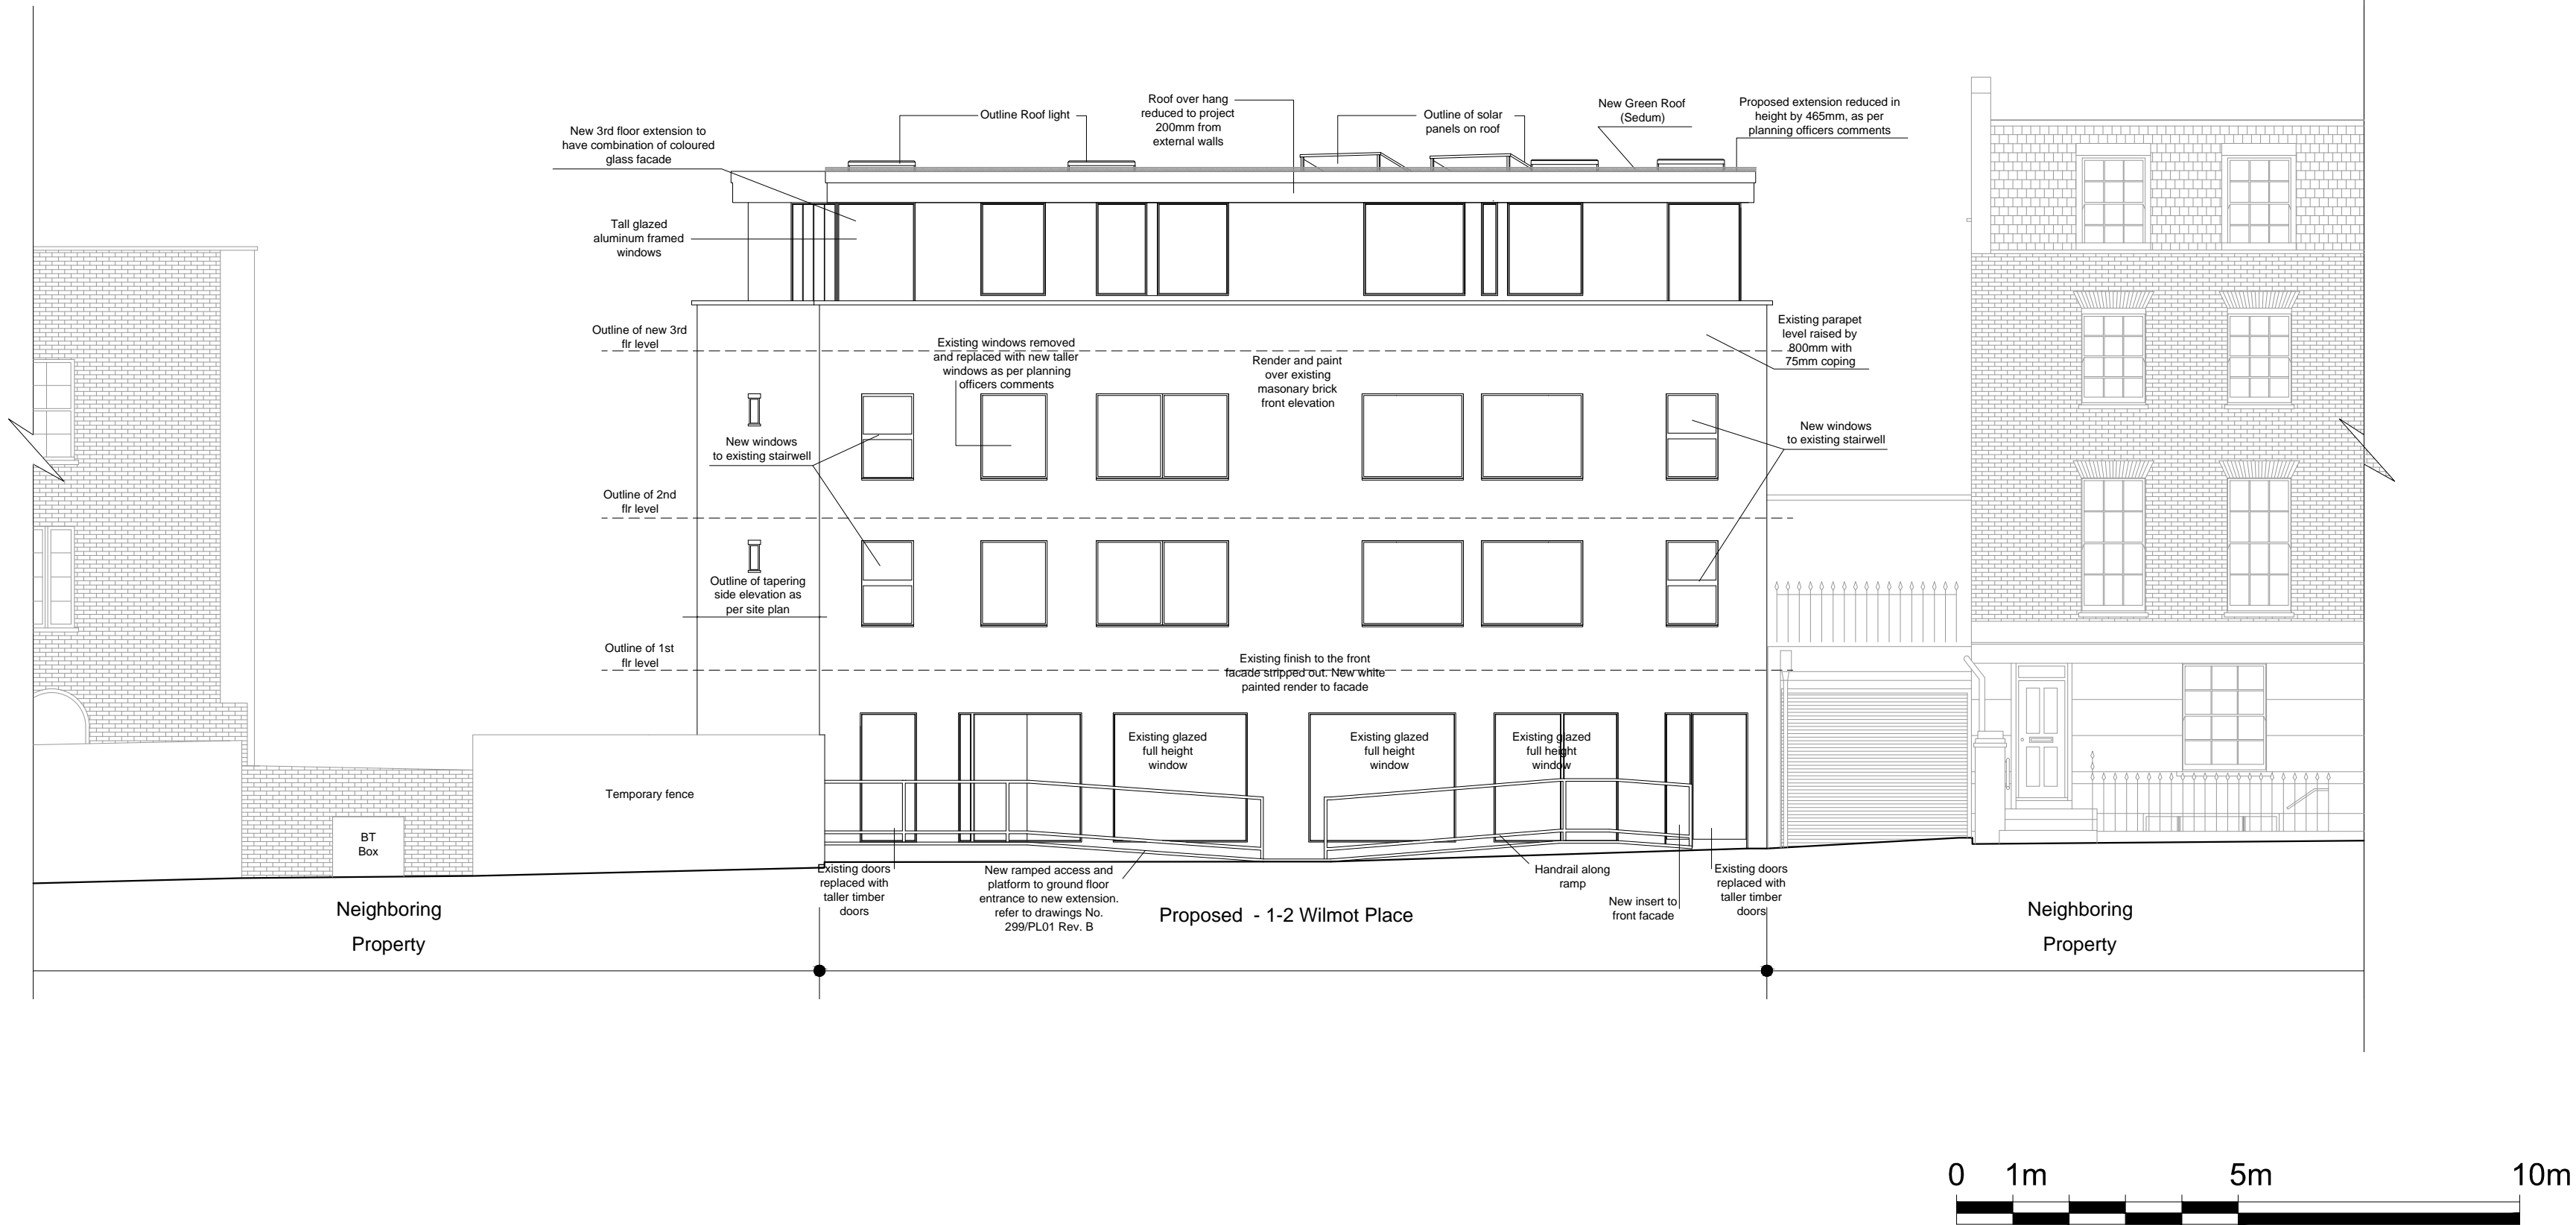 Outline Roof light
Roof over hang
reduced to project
200mm from
external walls
Outline of solar
panels on roof
New Green Roof
(Sedum)
Proposed extension reduced in
height by 465mm, as per
planning officers comments
New 3rd floor extension to
have combination of coloured
glass facade
Tall glazed
aluminum framed
windows
Outline of new 3rd
flr level
Existing windows removed
and replaced with new taller
windows as per planning
officers comments
Render and paint
over existing
masonary brick
front elevation
Existing parapet
level raised by
800mm with
75mm coping
New windows
to existing stairwell
New windows
to existing stairwell
Outline of 2nd
flr level
Outline of tapering
side elevation as
per site plan
Outline of 1st
flr level
Existing finish to the front
facade stripped out. New white
painted render to facade
Existing glazed
full height
window
Existing glazed
full height
window
Existing glazed
full height
window
Temporary fence
BT
Box
Existing doors
replaced with
taller timber
doors
New ramped access and
platform to ground floor
entrance to new extension.
refer to drawings No.
299/PL01 Rev. B
Handrail along
ramp
New insert to
front facade
Existing doors
replaced with
taller timber
doors
Neighboring
Property
Proposed - 1-2 Wilmot Place
Neighboring
Property
0 1m 5m 10m